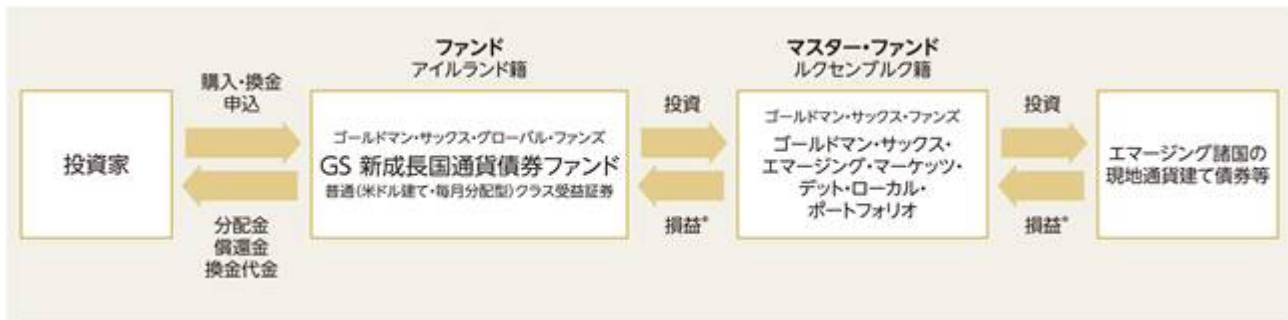 投資家
購入・換金
申込
分配金
償還金
換金代金
ファンド
アイルランド籍
ゴールドマン・サックス・グローバル・ファンズ
GS 新成長国通貨債券ファンド
普通(米ドル建て・毎月分配型)クラス受益証券
投資
損益*
マスター・ファンド
ルクセンブルク籍
ゴールドマン・サックス・ファンズ
ゴールドマン・サックス・
エマージング・マーケッツ・
デット・ローカル・
ポートフォリオ
投資
損益*
エマージング諸国の
現地通貨建て債券等